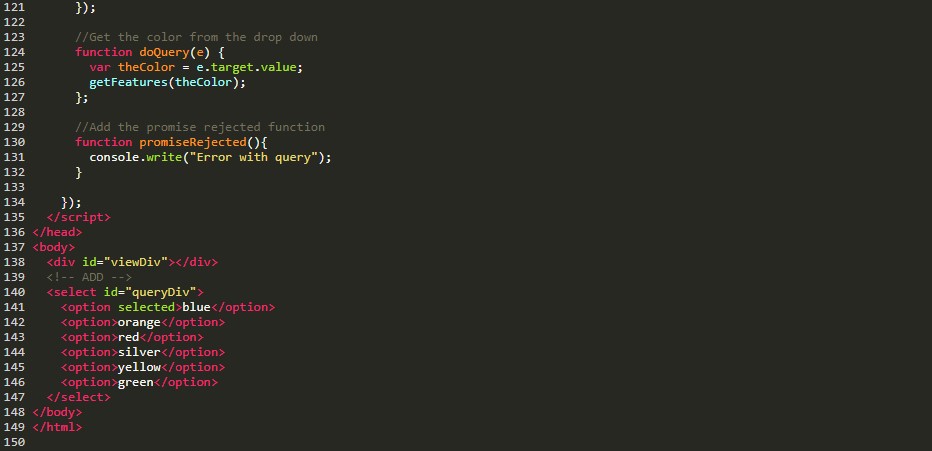 121       });
122
123       //Get the color from the drop down
124       function doQuery(e) {
125         var theColor = e.target.value;
126         getFeatures(theColor);
127       };
128
129       //Add the promise rejected function
130       function promiseRejected(){
131         console.write("Error with query");
132       }
133
134     });
135   </script>
136 </head>
137 <body>
138   <div id="viewDiv"></div>
139   <!-- ADD -->
140   <select id="queryDiv">
141     <option selected>blue</option>
142     <option>orange</option>
143     <option>red</option>
144     <option>silver</option>
145     <option>yellow</option>
146     <option>green</option>
147   </select>
148 </body>
149 </html>
150